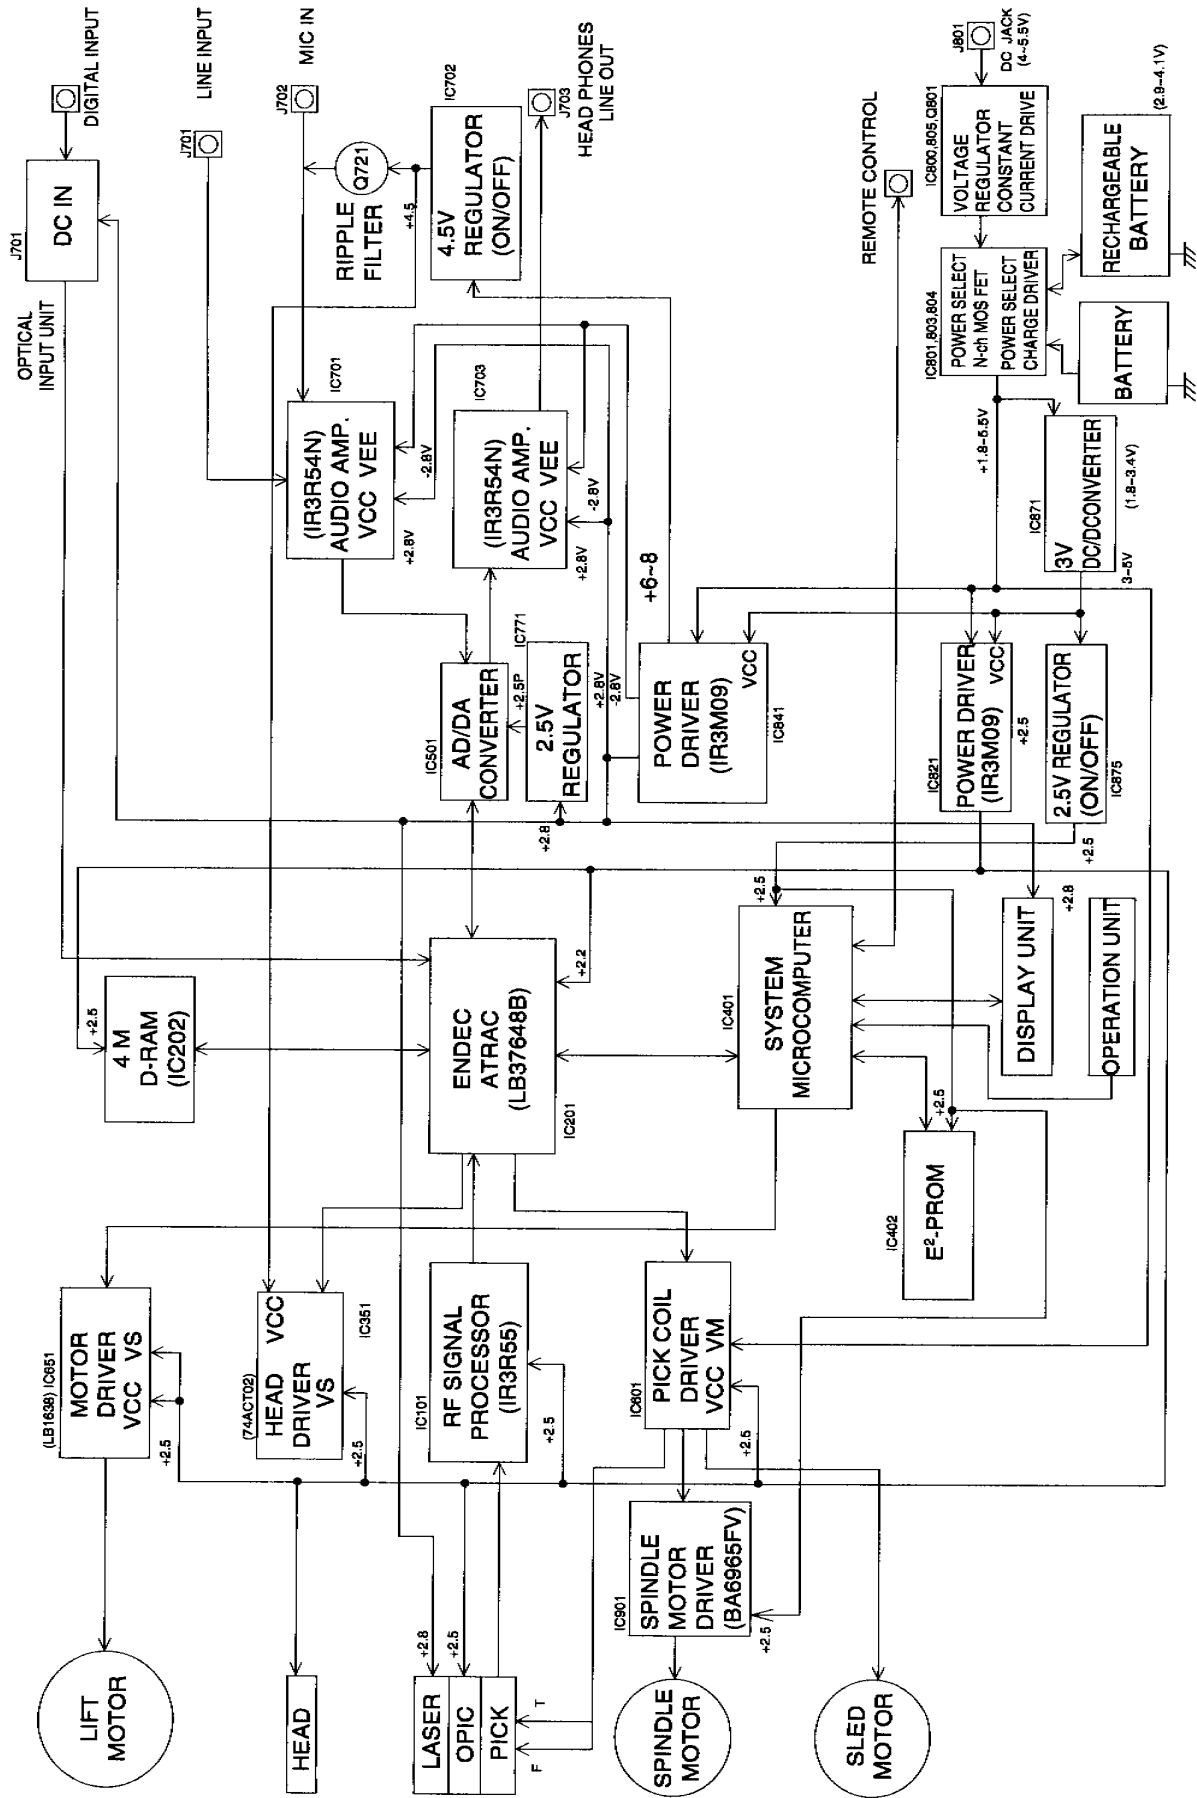 DIGITAL INPUT
J701
DC IN
OPTICAL
INPUT UNIT
LINE INPUT
J701
MIC IN
J702
Q721
RIPPLE
FILTER
+4.5
IC702
4.5V
REGULATOR
(ON/OFF)
J703
HEAD PHONES
LINE OUT
REMOTE CONTROL
J801
DC JACK
(4~5.5V)
IC800,805,Q801
VOLTAGE
REGULATOR
CONSTANT
CURRENT DRIVE
IC801,803,804
POWER SELECT
N-ch MOS FET
POWER SELECT
CHARGE DRIVER
RECHARGEABLE
BATTERY
(2.9~4.1V)
BATTERY
+1.8~5.5V
IC871
3V
DC/DCONVERTER
(1.8~3.4V)
3~5V
IC701
(IR3R54N)
AUDIO AMP.
VCC VEE
-2.8V
+2.8V
IC703
(IR3R54N)
AUDIO AMP.
VCC VEE
-2.8V
+2.8V
+6~8
IC501
AD/DA
CONVERTER
IC771
+2.5P
2.5V
REGULATOR
+2.8
+2.8V
-2.8V
POWER
DRIVER
(IR3M09)
VCC
IC841
IC821
POWER DRIVER
(IR3M09) VCC
+2.5
2.5V REGULATOR
(ON/OFF)
IC875
+2.5
4 M
D-RAM
(IC202)
+2.5
ENDEC
ATRAC
(LB37648B)
IC201
+2.2
IC401
SYSTEM
MICROCOMPUTER
+2.5
DISPLAY UNIT
+2.8
OPERATION UNIT
IC402
E²-PROM
+2.5
(LB1638) IC651
MOTOR
DRIVER
VCC VS
+2.5
(74ACT02)
HEAD VCC
DRIVER
VS
IC351
+2.5
IC101
RF SIGNAL
PROCESSOR
(IR3R55)
+2.5
IC601
PICK COIL
DRIVER
VCC VM
+2.5
IC901
SPINDLE
MOTOR
DRIVER
(BA6965FV)
+2.5
LIFT
MOTOR
HEAD
+2.8
+2.5
LASER
OPIC
PICK
T
F
SPINDLE
MOTOR
SLED
MOTOR